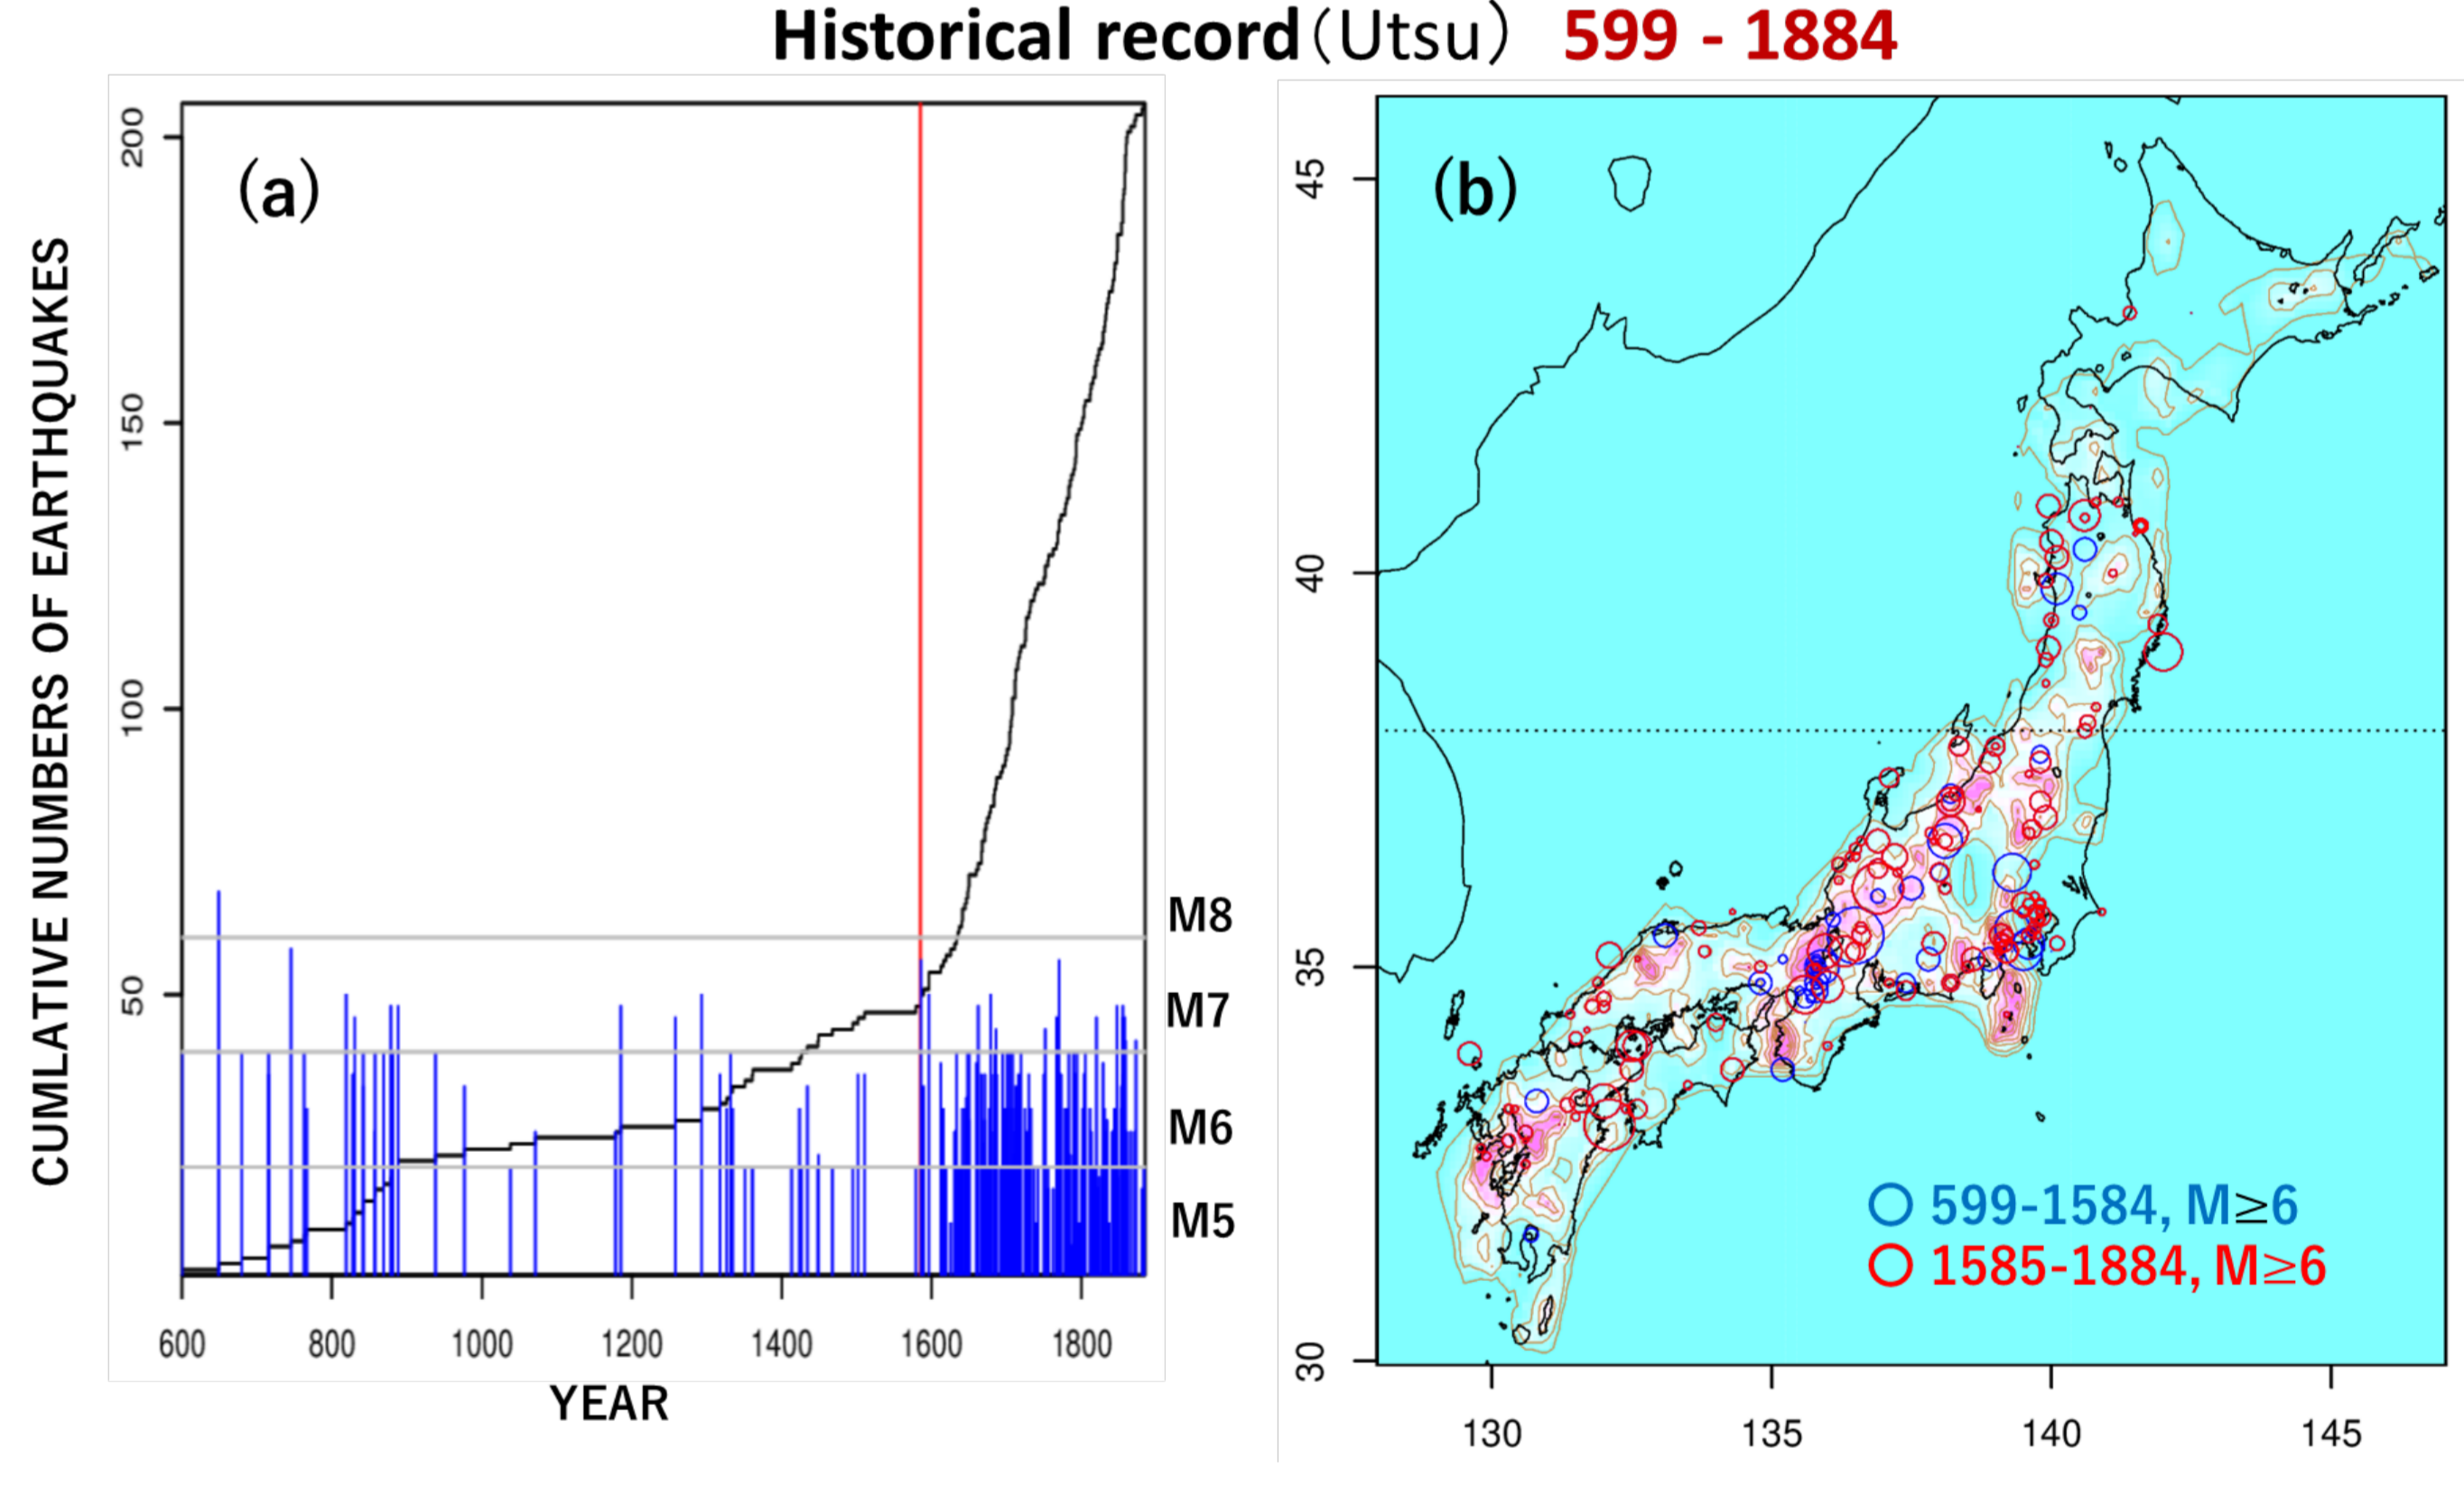 Historical record（Utsu） 599 - 1884
(a)
CUMULATIVE NUMBERS OF EARTHQUAKES
200
150
100
50
M8
M7
M6
M5
600 800 1000 1200 1400 1600 1800
YEAR
(b)
45
40
35
30
599-1584, M≥6
1585-1884, M≥6
130 135 140 145